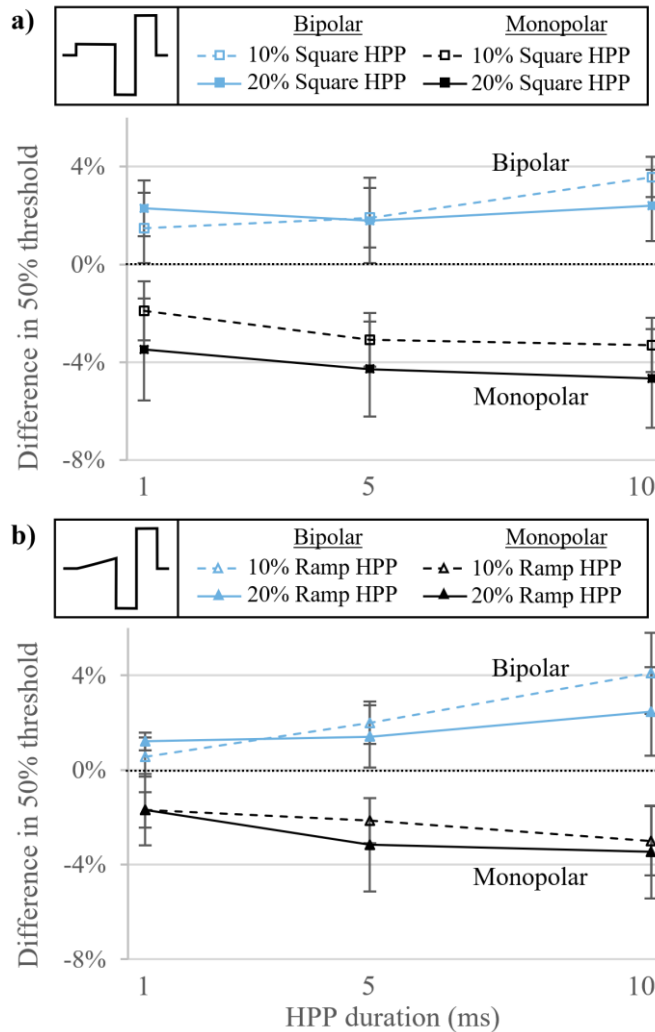 a)
Bipolar Monopolar
10% Square HPP 10% Square HPP
20% Square HPP 20% Square HPP
Difference in 50% threshold
4%
0%
-4%
-8%
Bipolar
Monopolar
1 5 10
b)
Bipolar Monopolar
10% Ramp HPP 10% Ramp HPP
20% Ramp HPP 20% Ramp HPP
Difference in 50% threshold
4%
0%
-4%
-8%
Bipolar
Monopolar
1 5 10
HPP duration (ms)